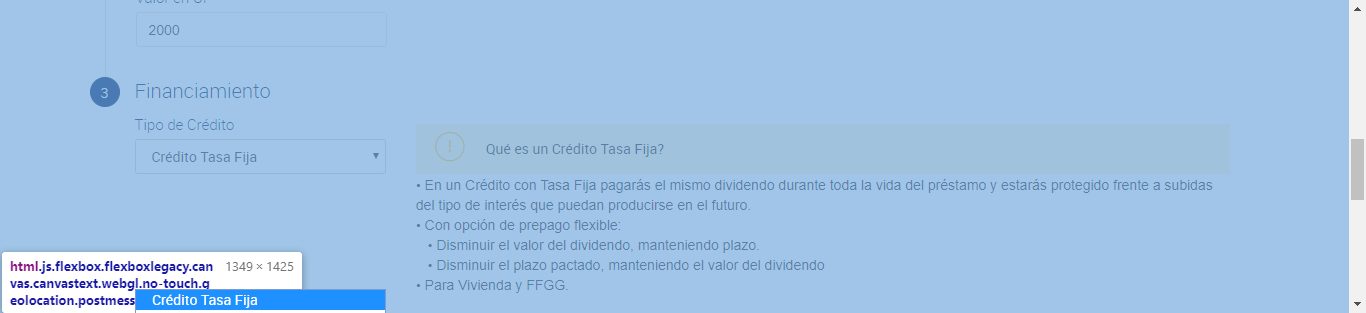 Valor en UF
2000
3
Financiamiento
Tipo de Crédito
Crédito Tasa Fija
Qué es un Crédito Tasa Fija?
• En un Crédito con Tasa Fija pagarás el mismo dividendo durante toda la vida del préstamo y estarás protegido frente a subidas
del tipo de interés que puedan producirse en el futuro.
• Con opción de prepago flexible:
• Disminuir el valor del dividendo, manteniendo plazo.
• Disminuir el plazo pactado, manteniendo el valor del dividendo
• Para Vivienda y FFGG.
html.js.flexbox.flexboxlegacy.can 1349 × 1425
vas.canvastext.webgl.no-touch.g
eolocation.postmess
Crédito Tasa Fija